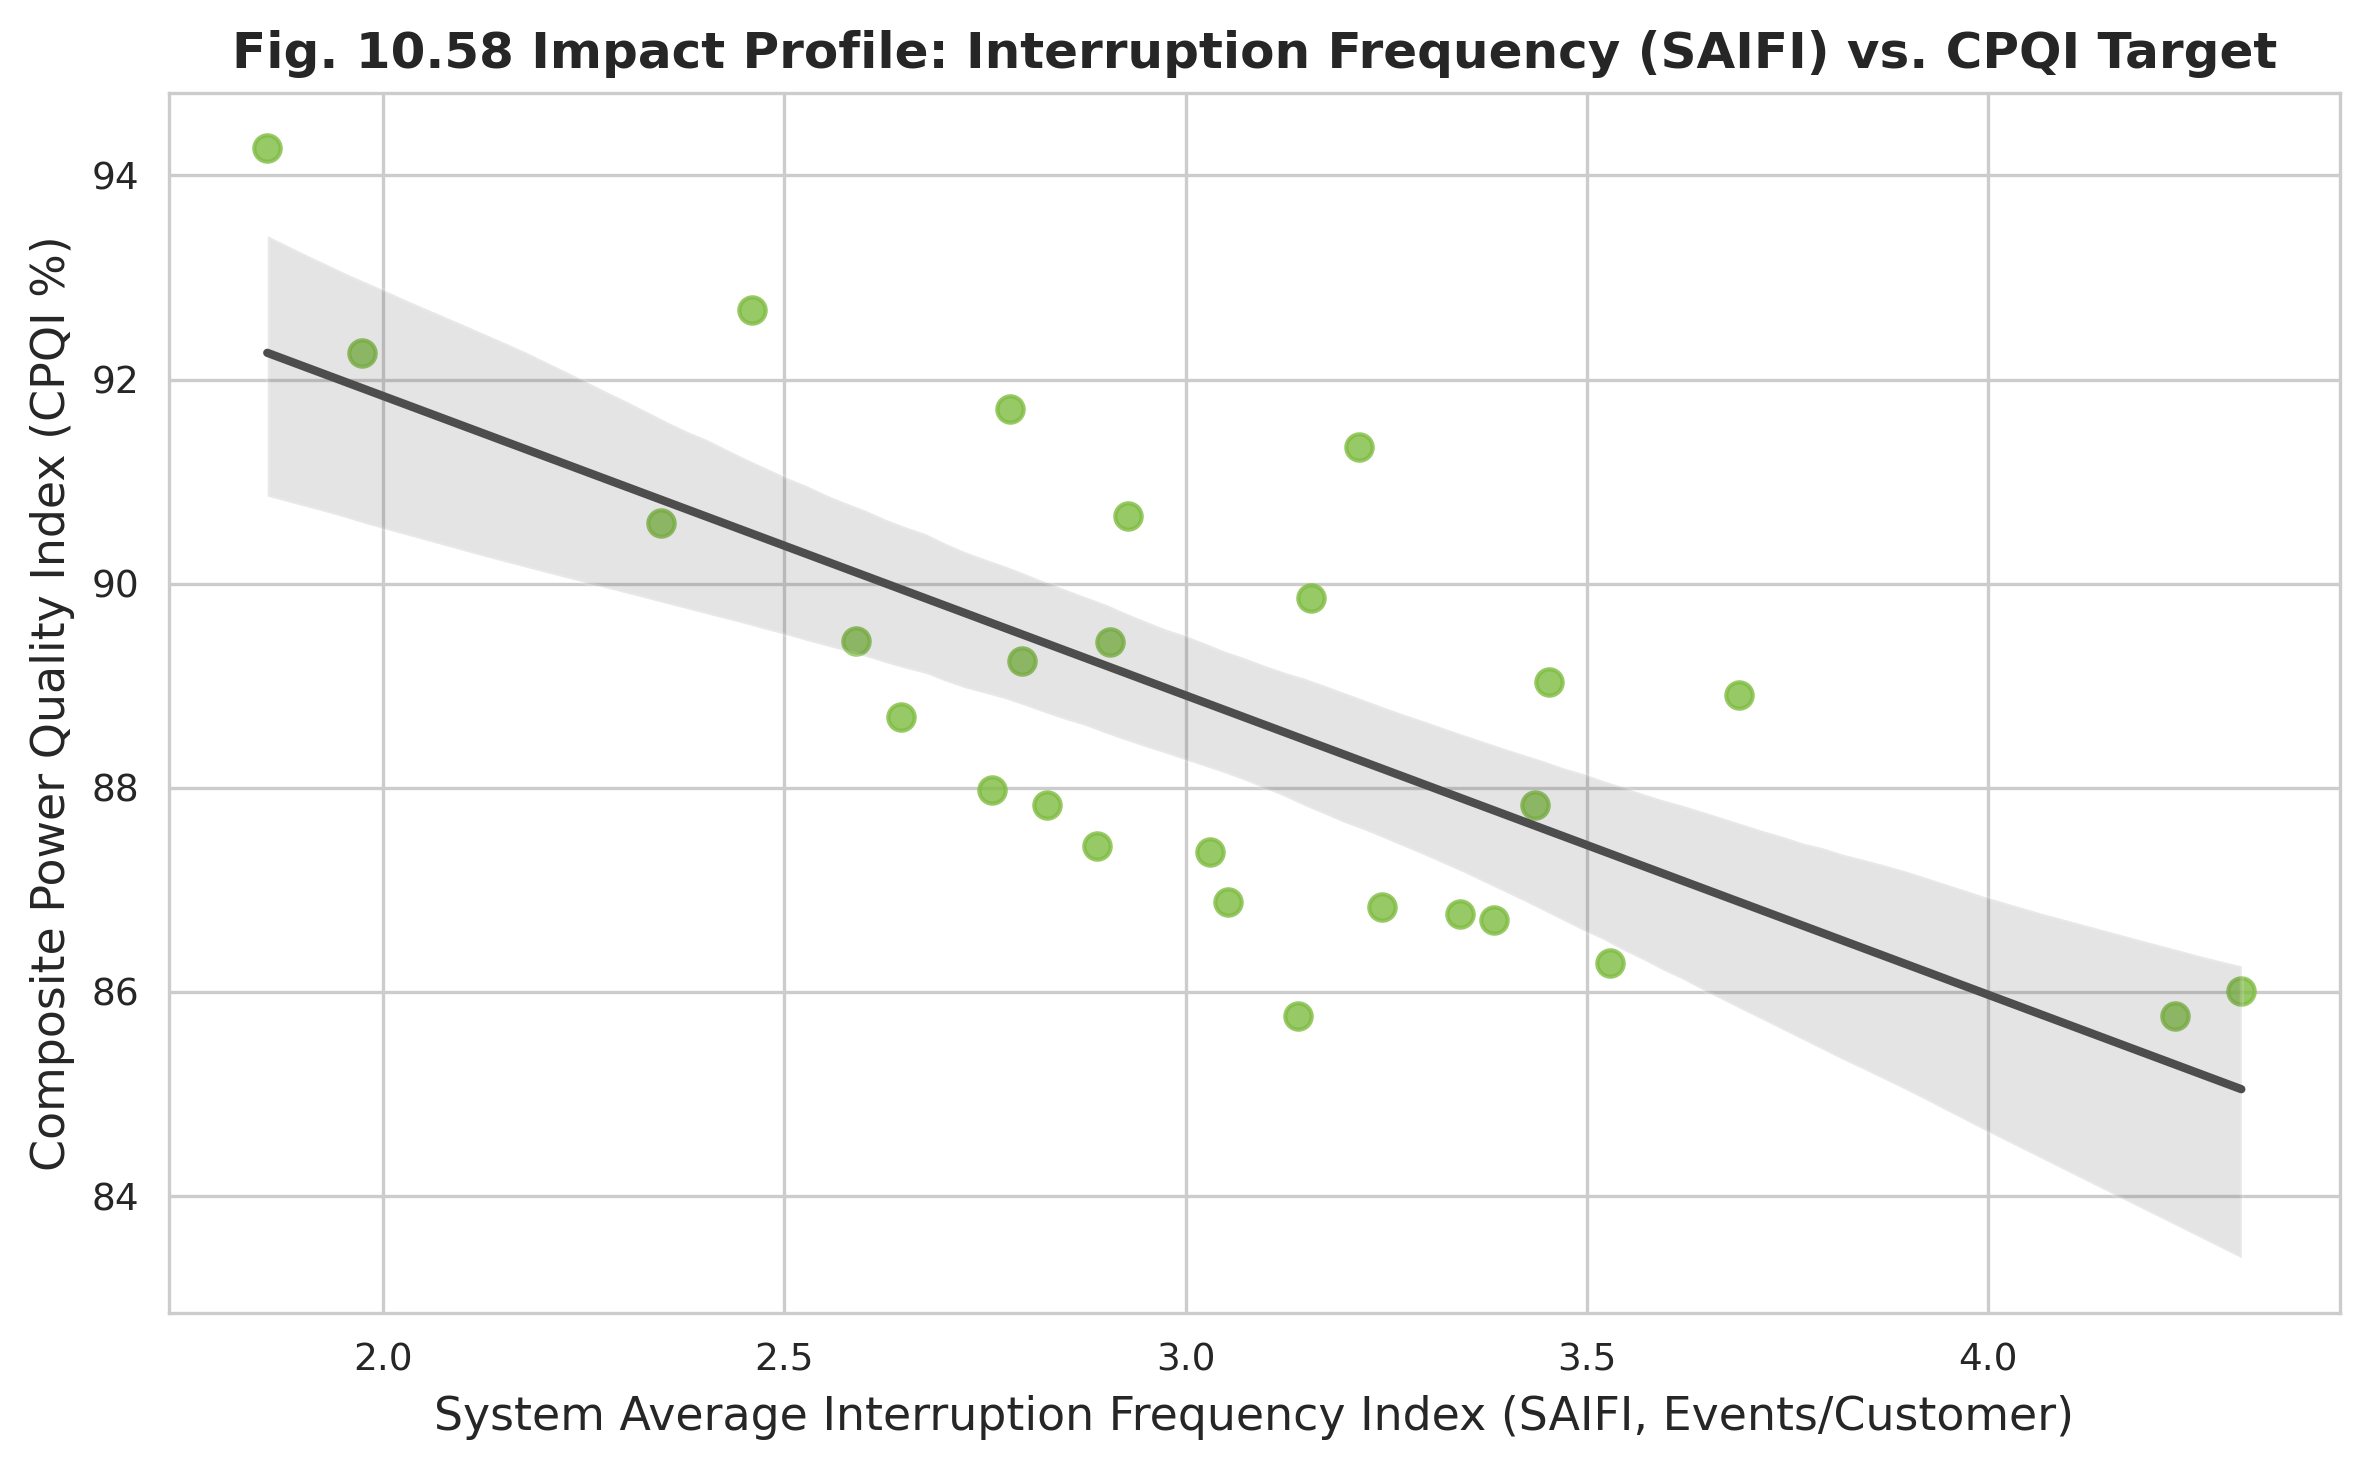 Fig. 10.58 Impact Profile: Interruption Frequency (SAIFI) vs. CPQI Target
Composite Power Quality Index (CPQI %)
94
92
90
88
86
84
2.0 2.5 3.0 3.5 4.0
System Average Interruption Frequency Index (SAIFI, Events/Customer)